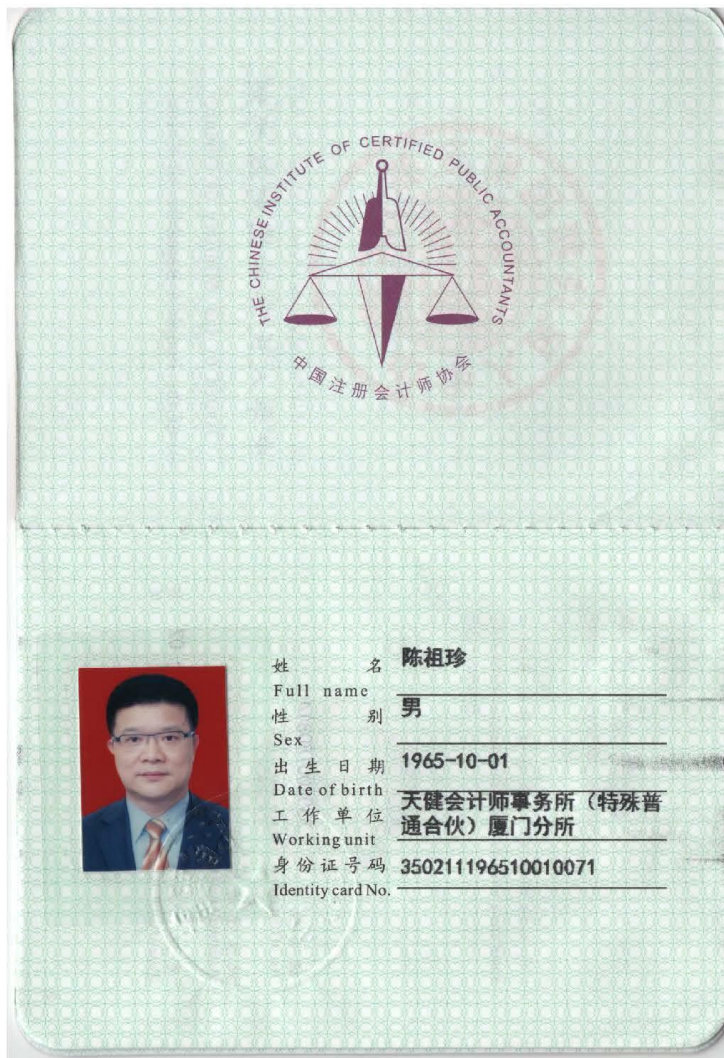 THE CHINESE INSTITUTE OF CERTIFIED PUBLIC ACCOUNTANTS
中国注册会计师协会
姓 名 陈祖珍
Full name
性 别 男
Sex
出生日期 1965-10-01
Date of birth
工作单位 天健会计师事务所（特殊普
通合伙）厦门分所
Working unit
身份证号码 350211196510010071
Identity card No.